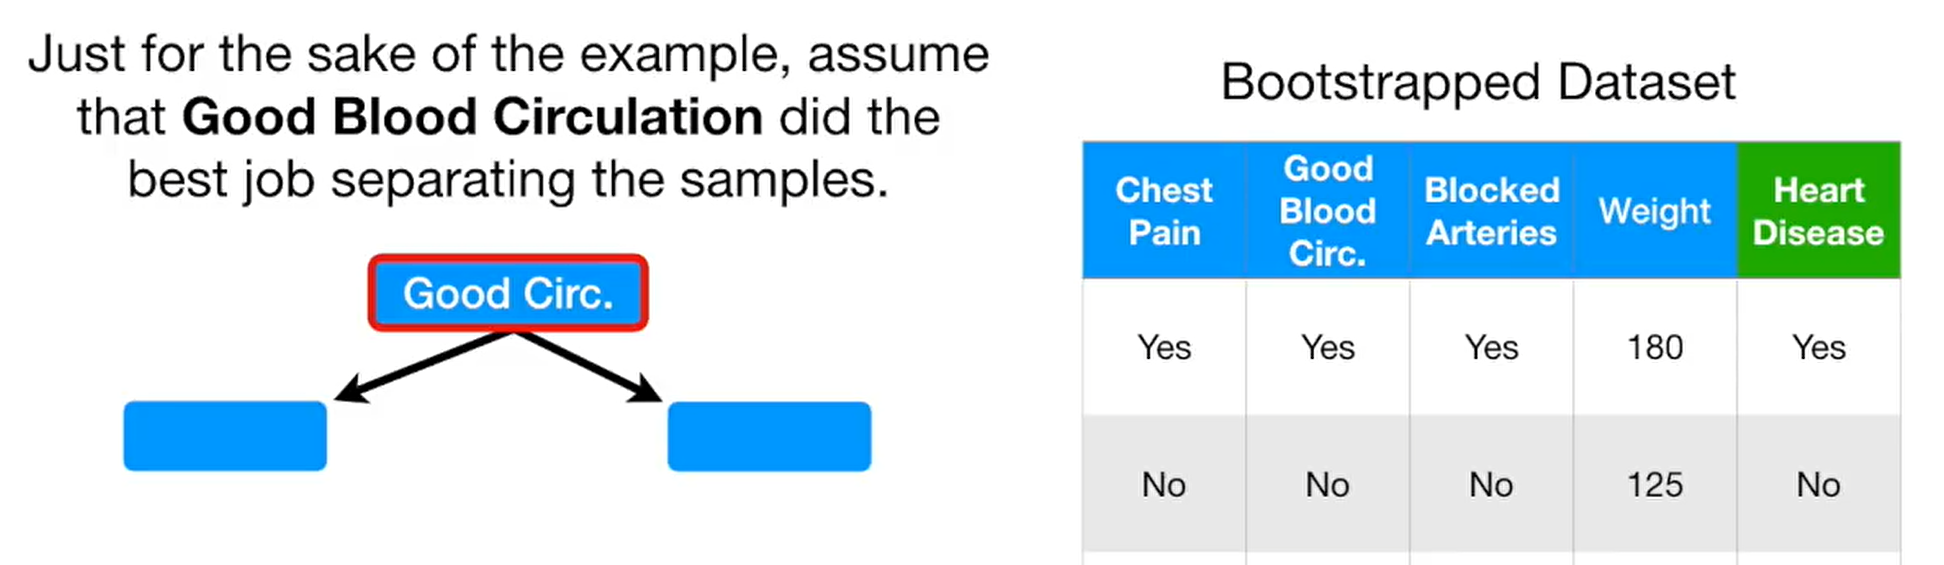 Just for the sake of the example, assume
that Good Blood Circulation did the
best job separating the samples.
Good Circ.
Bootstrapped Dataset
Chest Pain
Good Blood Circ.
Blocked Arteries
Weight
Heart Disease
Yes Yes Yes 180 Yes
No No No 125 No